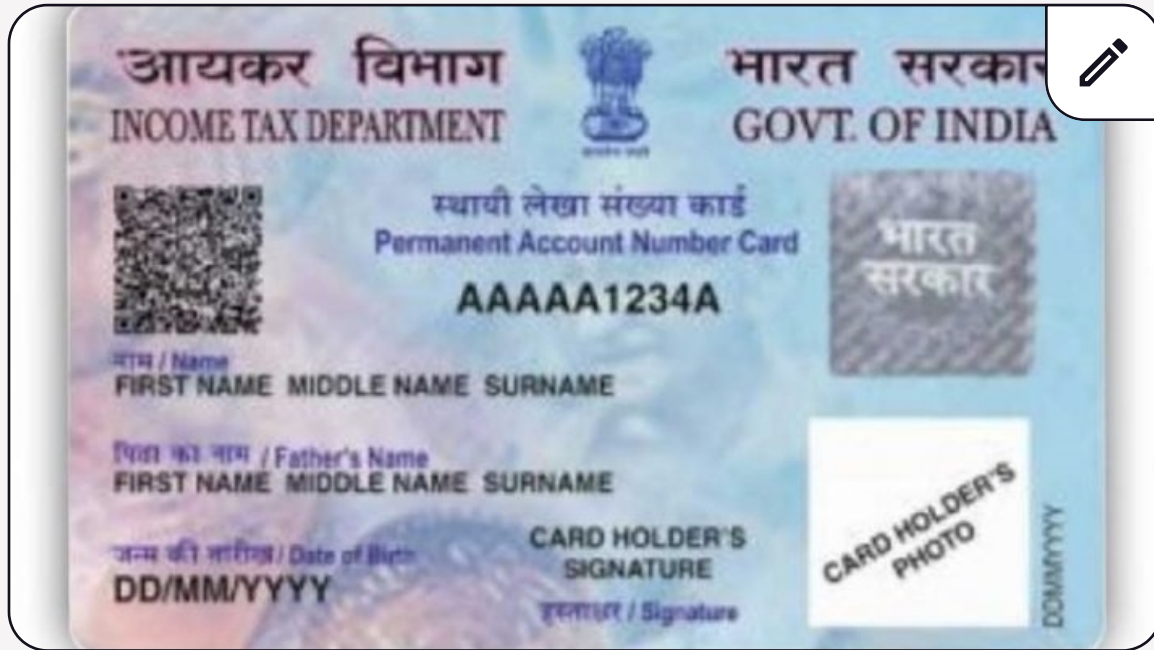 आयकर विभाग
भारत सरकार
INCOME TAX DEPARTMENT
GOVT. OF INDIA
स्थायी लेखा संख्या कार्ड
Permanent Account Number Card
AAAAA1234A
भारत
सरकार
नाम / Name
FIRST NAME MIDDLE NAME SURNAME
पिता का नाम / Father's Name
FIRST NAME MIDDLE NAME SURNAME
जन्म की तारीख / Date of Birth
DD/MM/YYYY
CARD HOLDER'S
SIGNATURE
हस्ताक्षर / Signature
CARD HOLDER'S
PHOTO
DDMMYYYY